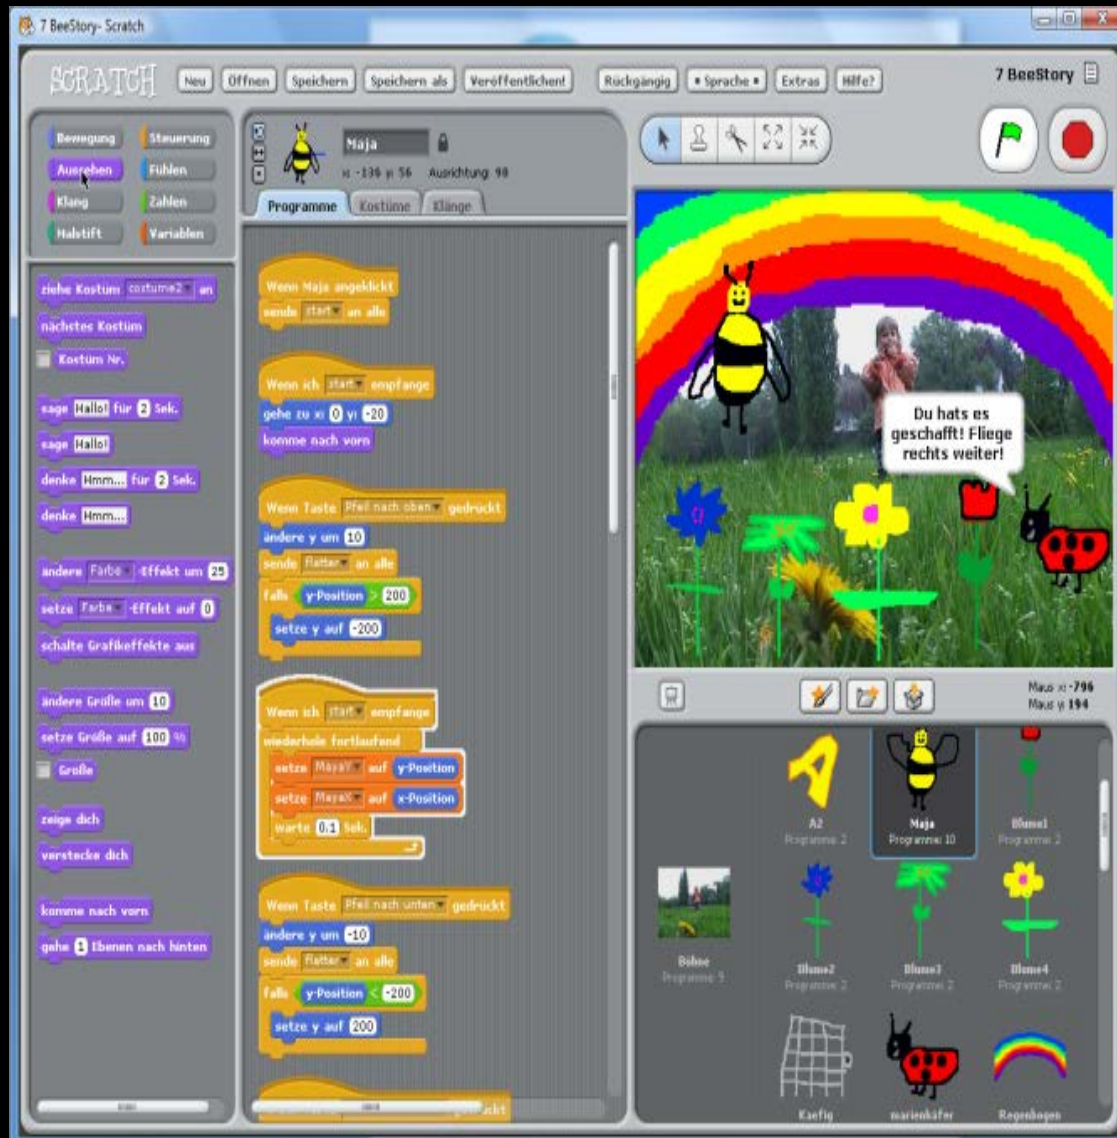 7 BeeStory- Scratch
SCRATCH
Neu
Öffnen
Speichern
Speichern als
Veröffentlichen!
Rückgängig
Sprache
Extras
Hilfe?
7 BeeStory
Bewegung
Steuerung
Aussehen
Fühlen
Klang
Zahlen
Malstift
Variablen
ziehe Kostüm costume2 an
nächstes Kostüm
Kostüm Nr.
sage Hallo! für 2 Sek.
sage Hallo!
denke Hmm... für 2 Sek.
denke Hmm...
ändere Farbe -Effekt um 25
setze Farbe -Effekt auf 0
schalte Grafikeffekte aus
ändere Größe um 10
setze Größe auf 100 %
Größe
zeige dich
verstecke dich
komme nach vorn
gehe 1 Ebenen nach hinten
Maja
x: -136 y: 56 Ausrichtung 90
Programme
Kostüme
Klänge
Wenn Maja angeklickt
sende start an alle
Wenn ich start empfange
gehe zu x: 0 y: -20
komme nach vorn
Wenn Taste Pfeil nach oben gedrückt
ändere y um 10
sende flatter an alle
falls y-Position > 200
setze y auf -200
Wenn ich start empfange
wiederhole fortlaufend
setze MayaY auf y-Position
setze MayaX auf x-Position
warte 0.1 Sek.
Wenn Taste Pfeil nach unten gedrückt
ändere y um -10
sende flatter an alle
falls y-Position < -200
setze y auf 200
Du hats es
geschafft! Fliege
rechts weiter!
Maus x: -796
Maus y: 194
A2
Programme: 2
Maja
Programme: 10
Blume1
Programme: 2
Blume2
Programme: 2
Blume3
Programme: 2
Blume4
Programme: 2
Bühne
Programme: 9
Kaefig
marienkäfer
Regenbogen